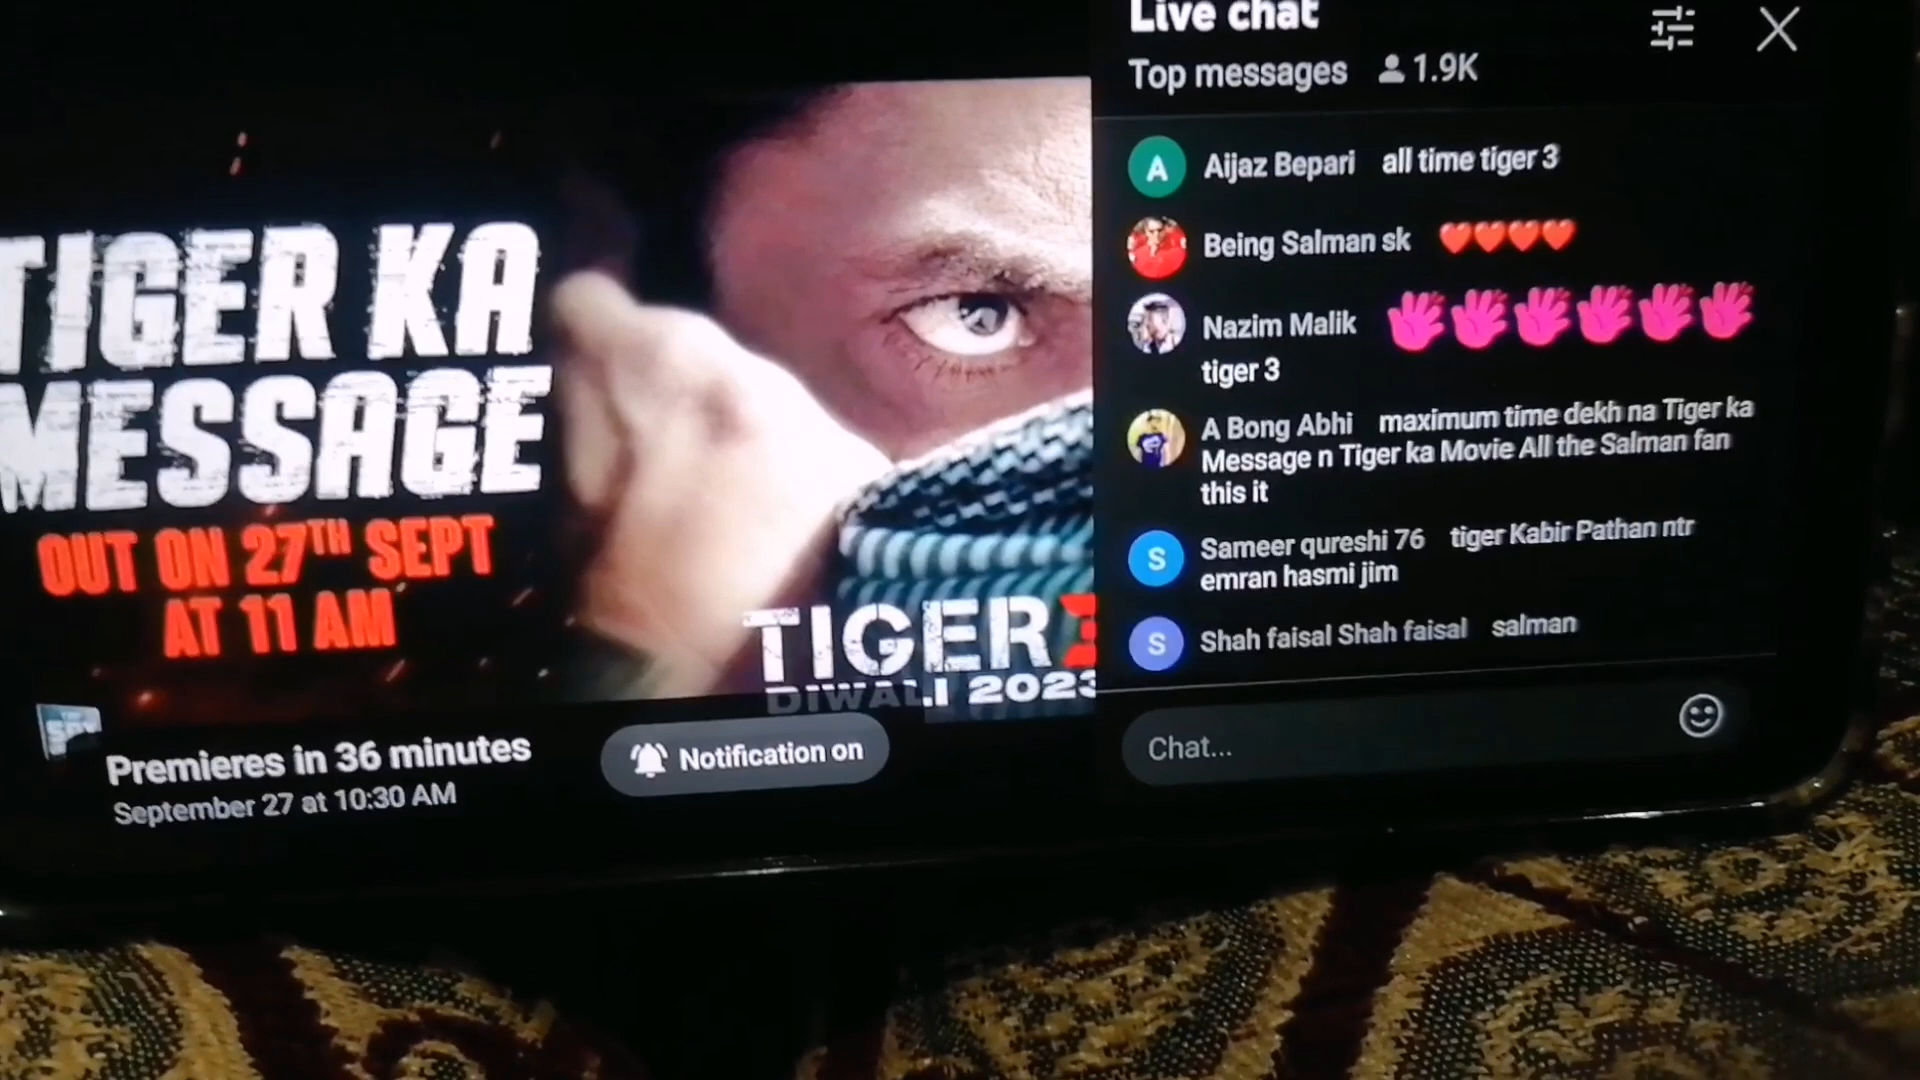 TIGER KA
MESSAGE
OUT ON 27TH SEPT
AT 11 AM
TIGER 3
DIWALI 2023
Premieres in 36 minutes
September 27 at 10:30 AM
Notification on
Live chat
Top messages 1.9K
A Aijaz Bepari all time tiger 3
Being Salman sk ❤️❤️❤️❤️
Nazim Malik
tiger 3
A Bong Abhi maximum time dekh na Tiger ka
Message n Tiger ka Movie All the Salman fan
this it
S Sameer qureshi 76 tiger Kabir Pathan ntr
emran hasmi jim
S Shah faisal Shah faisal salman
Chat...